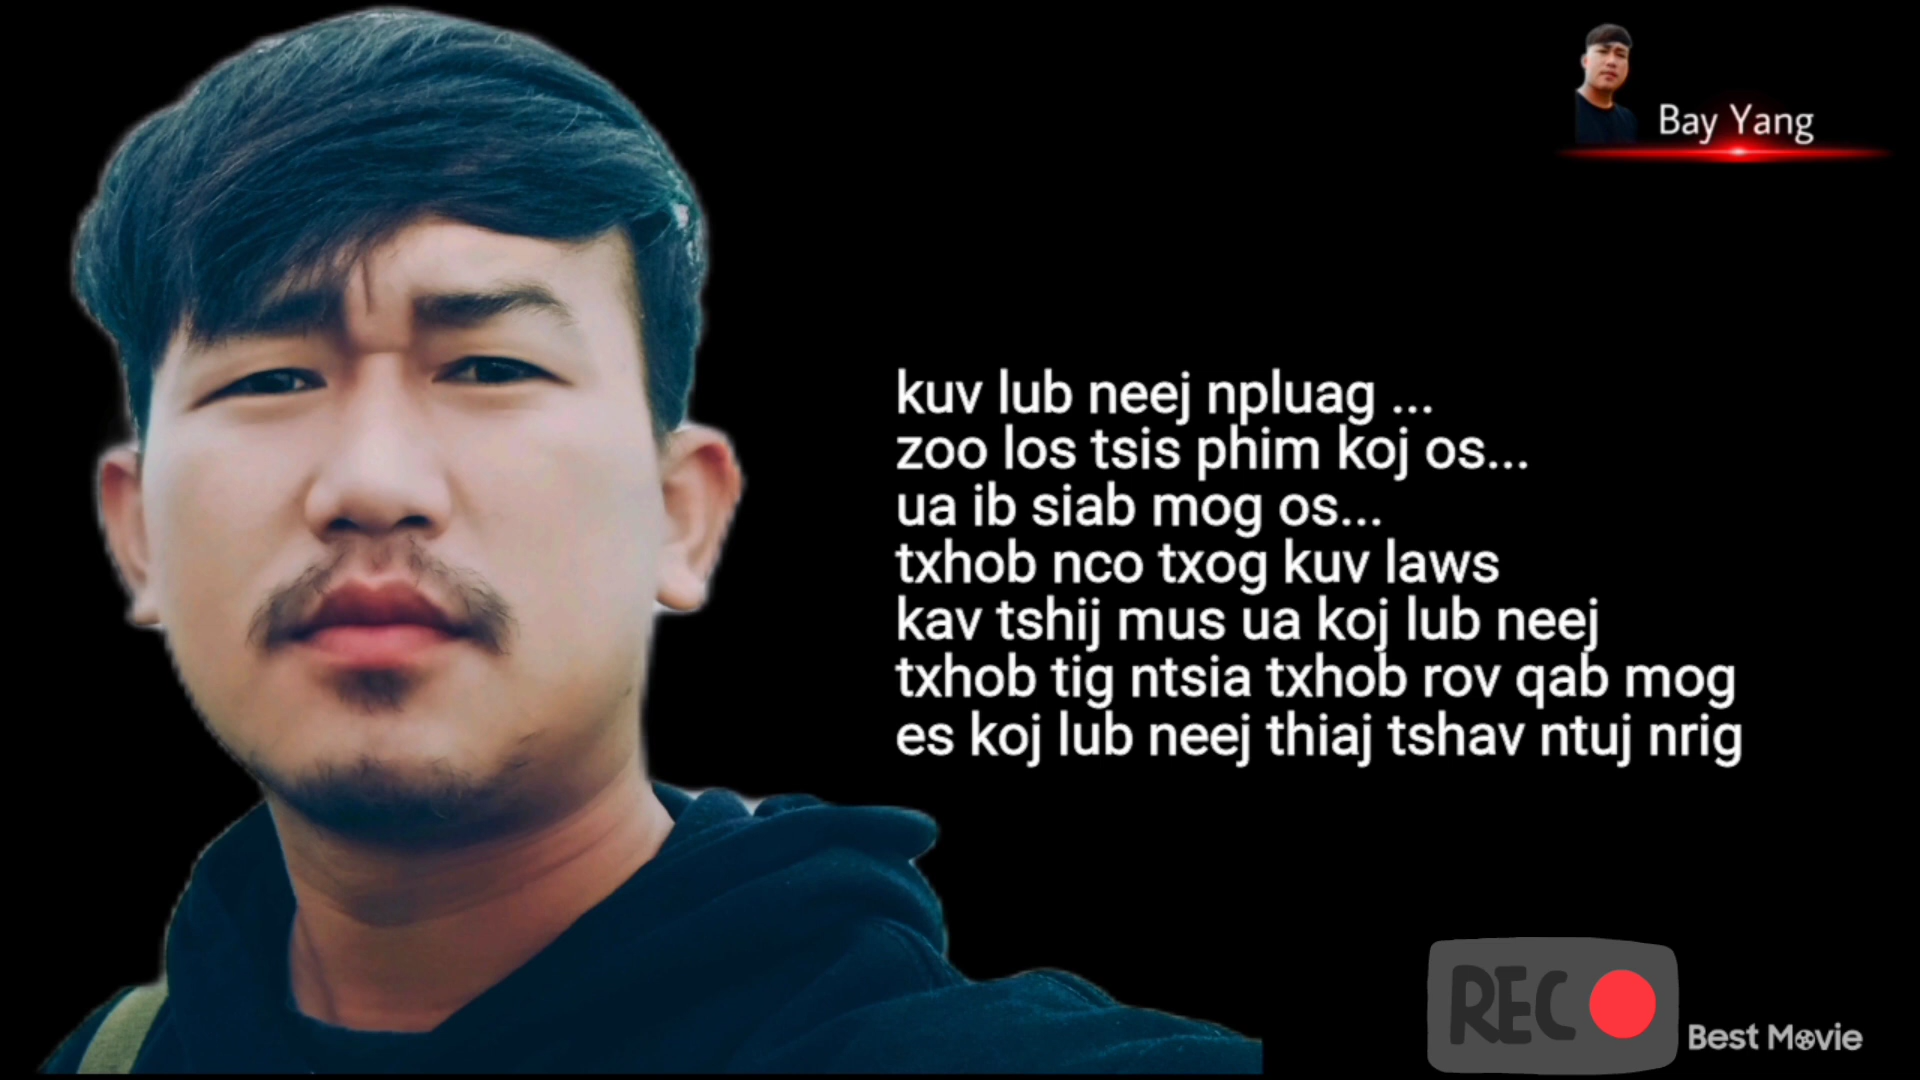 Bay Yang
kuv lub neej npluag ...
zoo los tsis phim koj os...
ua ib siab mog os...
txhob nco txog kuv laws
kav tshij mus ua koj lub neej
txhob tig ntsia txhob rov qab mog
es koj lub neej thiaj tshav ntuj nrig
REC
Best Movie